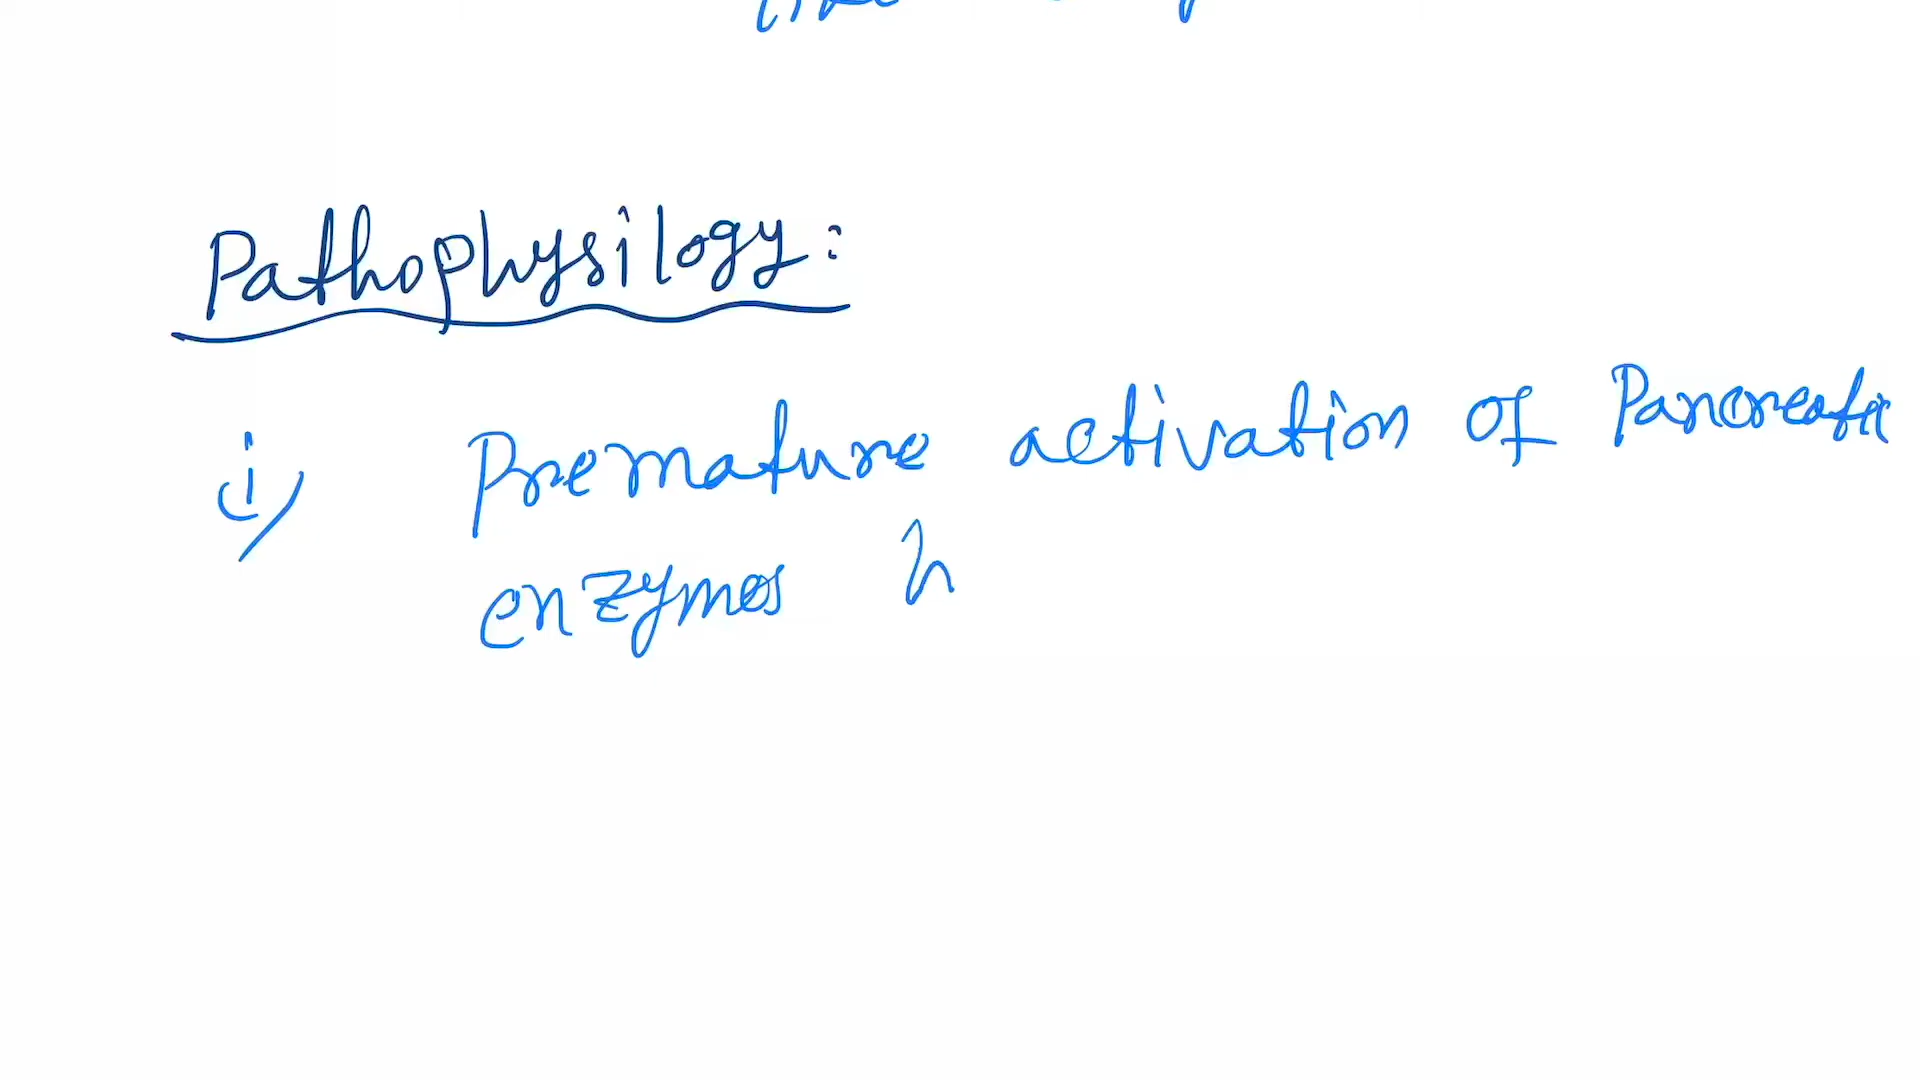 Pathophysilogy:
i) Premature activation of Pancreatic
enzymes